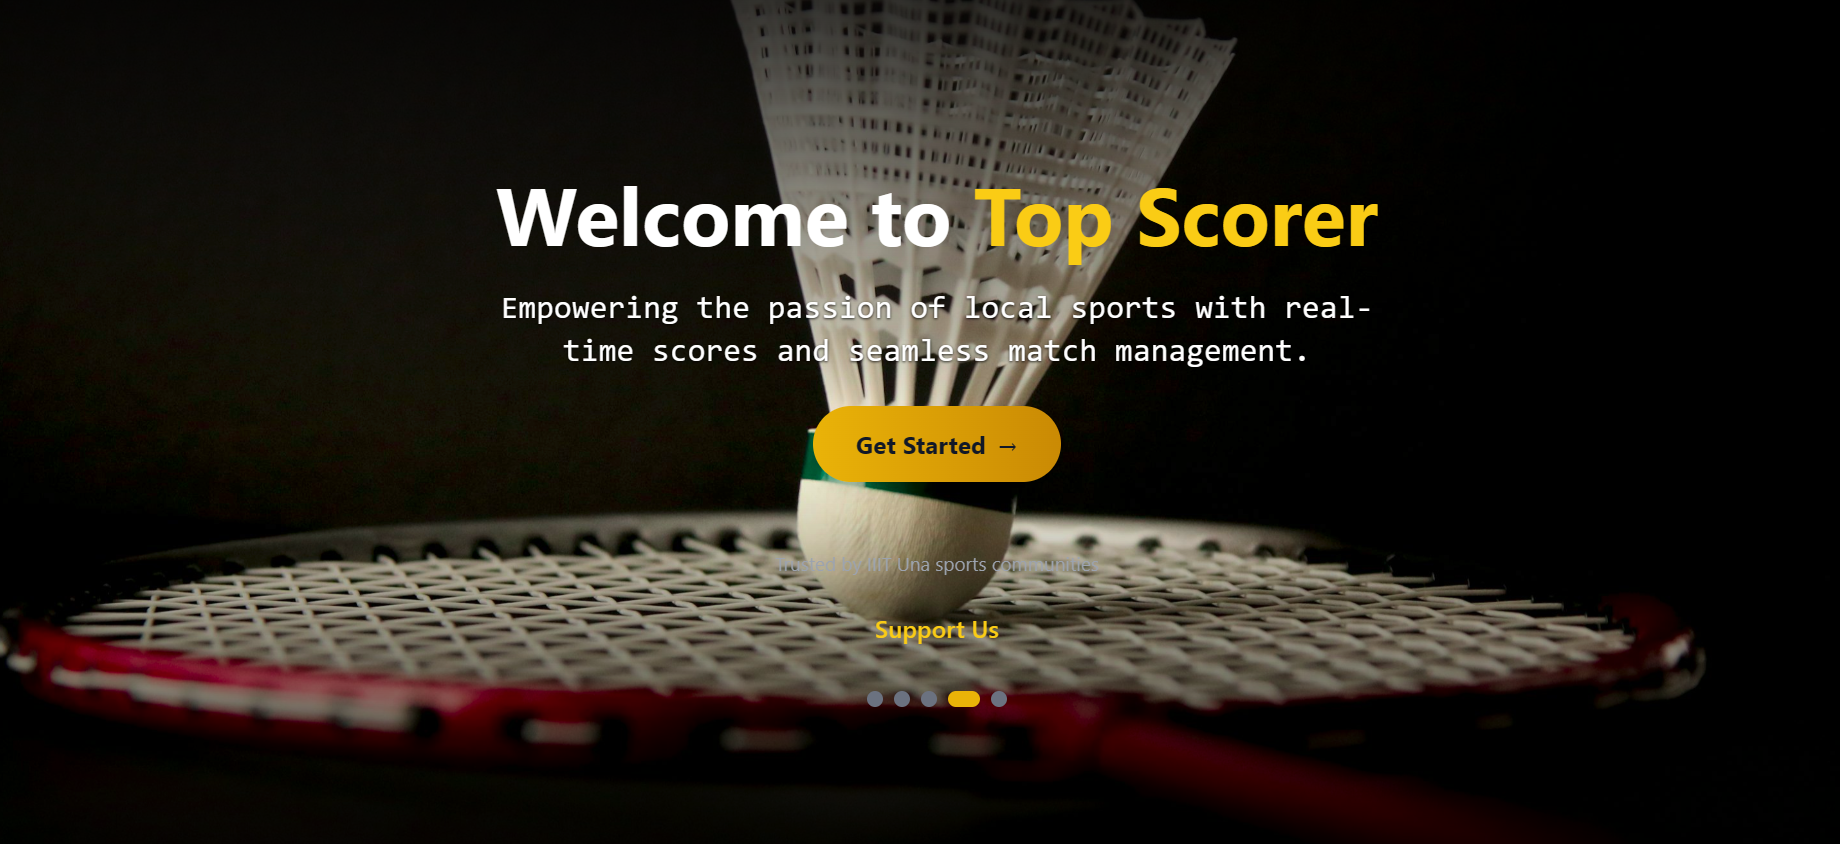 Welcome to Top Scorer
Empowering the passion of local sports with real-
time scores and seamless match management.
Get Started →
Trusted by IIIT Una sports communities
Support Us